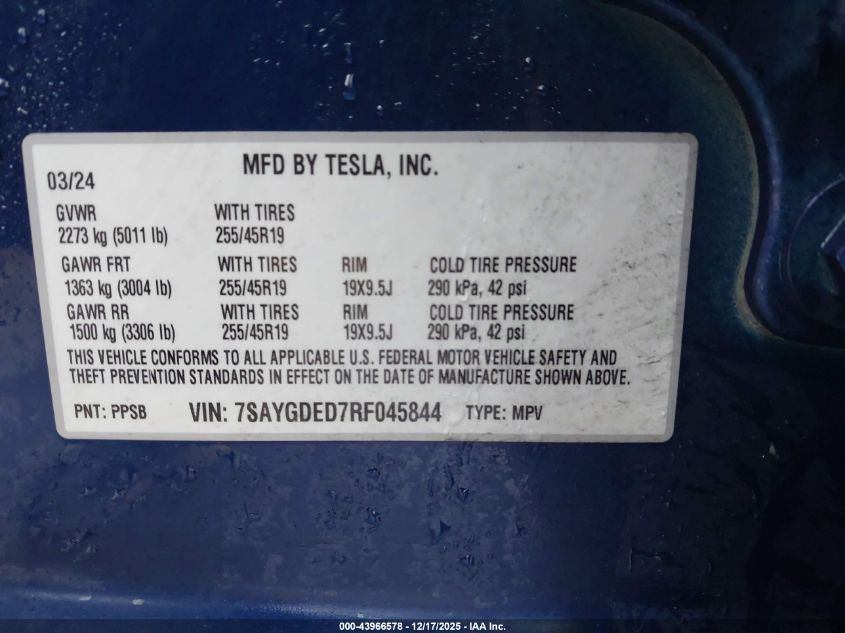 MFD BY TESLA, INC.
03/24
GVWR WITH TIRES
2273 kg (5011 lb) 255/45R19
GAWR FRT WITH TIRES RIM COLD TIRE PRESSURE
1363 kg (3004 lb) 255/45R19 19X9.5J 290 kPa, 42 psi
GAWR RR WITH TIRES RIM COLD TIRE PRESSURE
1500 kg (3306 lb) 255/45R19 19X9.5J 290 kPa, 42 psi
THIS VEHICLE CONFORMS TO ALL APPLICABLE U.S. FEDERAL MOTOR VEHICLE SAFETY AND
THEFT PREVENTION STANDARDS IN EFFECT ON THE DATE OF MANUFACTURE SHOWN ABOVE.
PNT: PPSB VIN: 7SAYGDED7RF045844 TYPE: MPV
000-43966578 - 12/17/2025 - IAA Inc.